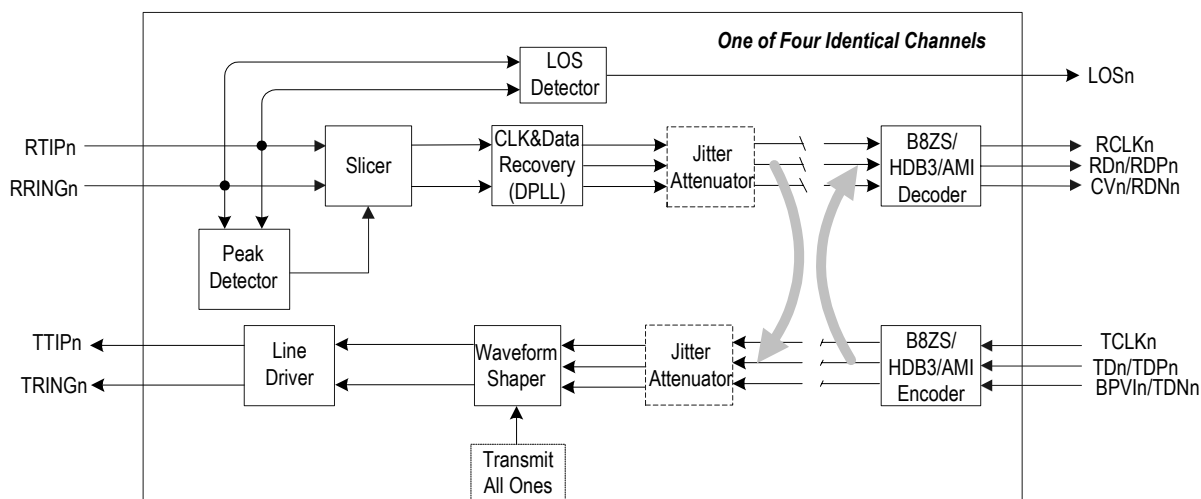 One of Four Identical Channels
LOS
Detector
LOSn
RTIPn
RRINGn
Slicer
CLK&Data
Recovery
(DPLL)
Jitter
Attenuator
B8ZS/
HDB3/AMI
Decoder
RCLKn
RDn/RDPn
CVn/RDNn
Peak
Detector
TTIPn
TRINGn
Line
Driver
Waveform
Shaper
Jitter
Attenuator
B8ZS/
HDB3/AMI
Encoder
TCLKn
TDn/TDPn
BPVIn/TDNn
Transmit
All Ones